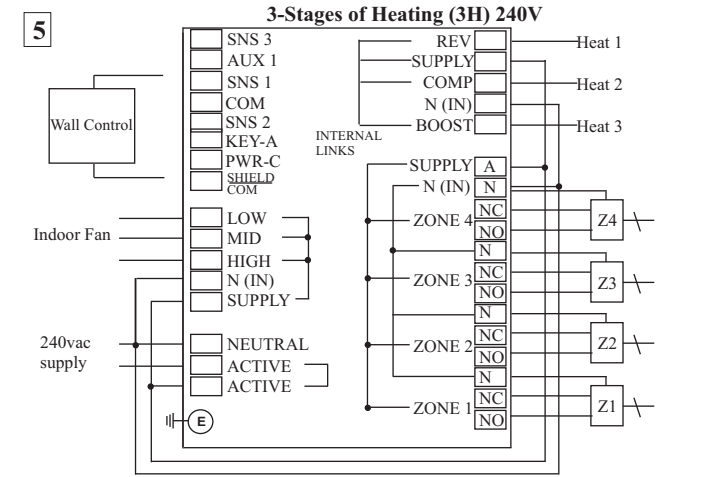 3-Stages of Heating (3H) 240V
5
SNS 3
AUX 1
SNS 1
COM
SNS 2
KEY-A
PWR-C
SHIELD
COM
Wall Control
LOW
MID
HIGH
N (IN)
SUPPLY
Indoor Fan
240vac
supply
NEUTRAL
ACTIVE
ACTIVE
E
INTERNAL
LINKS
REV
SUPPLY
COMP
N (IN)
BOOST
Heat 1
Heat 2
Heat 3
SUPPLY A
N (IN) N
ZONE 4
NC
NO
N
Z4
ZONE 3
NC
NO
N
Z3
ZONE 2
NC
NO
N
Z2
ZONE 1
NC
NO
Z1